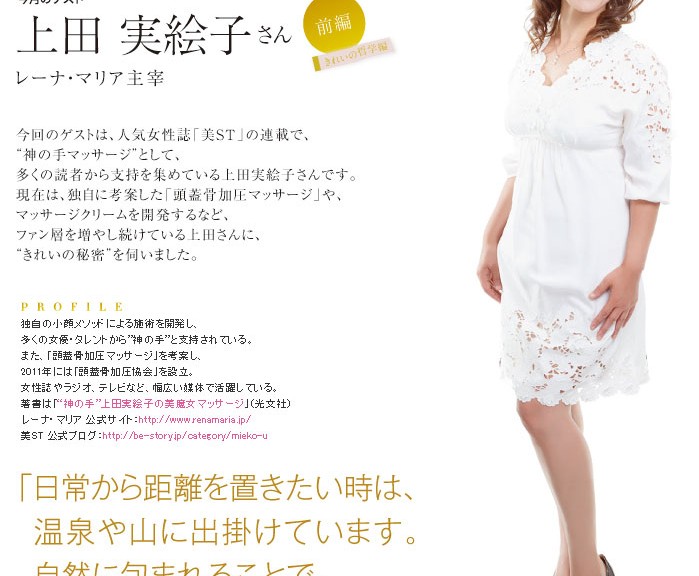 今月のゲスト
上田 実絵子さん
前編
きれいの哲学編
レーナ・マリア主宰
今回のゲストは、人気女性誌「美ST」の連載で、
“神の手マッサージ”として、
多くの読者から支持を集めている上田実絵子さんです。
現在は、独自に考案した「頭蓋骨加圧マッサージ」や、
マッサージクリームを開発するなど、
ファン層を増やし続けている上田さんに、
“きれいの秘密”を伺いました。
PROFILE
独自の小顔メソッドによる施術を開発し、
多くの女優・タレントから”神の手”と支持されている。
また、「頭蓋骨加圧マッサージ」を考案し、
2011年には「頭蓋骨加圧協会」を設立。
女性誌やラジオ、テレビなど、幅広い媒体で活躍している。
著書は「“神の手”上田実絵子の美魔女マッサージ」（光文社）
レーナ・マリア 公式サイト：http://www.renamaria.jp/
美ST 公式ブログ：http://be-story.jp/category/mieko-u
「日常から距離を置きたい時は、
温泉や山に出掛けています。
自然に包まれることで、